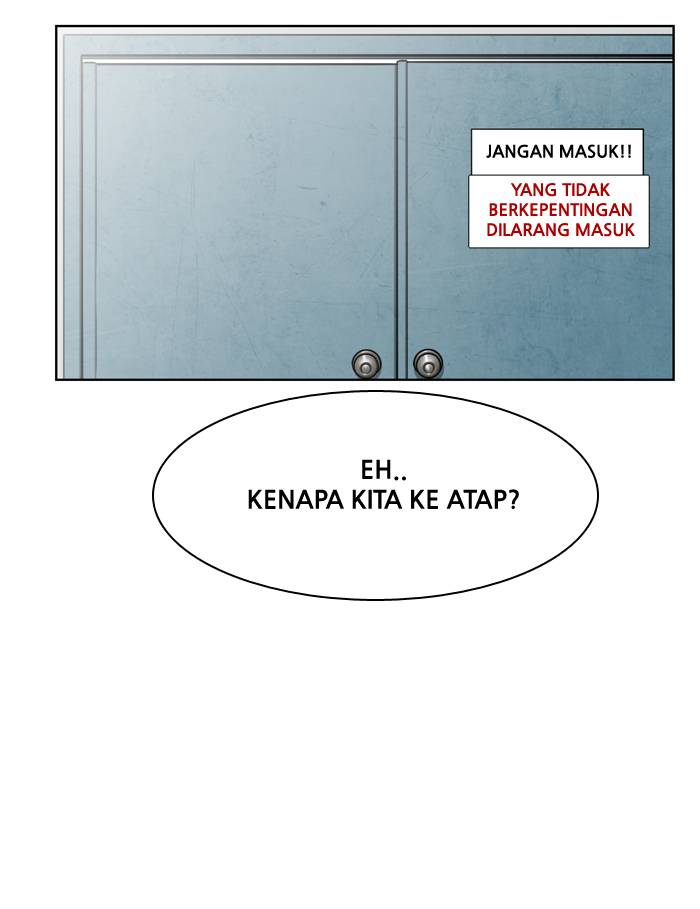 JANGAN MASUK!!
YANG TIDAK
BERKEPENTINGAN
DILARANG MASUK
EH..
KENAPA KITA KE ATAP?